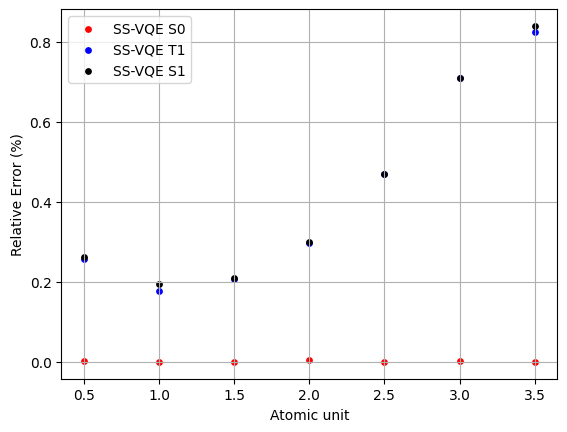 SS-VQE S0
SS-VQE T1
SS-VQE S1
Relative Error (%)
0.8
0.6
0.4
0.2
0.0
0.5 1.0 1.5 2.0 2.5 3.0 3.5
Atomic unit